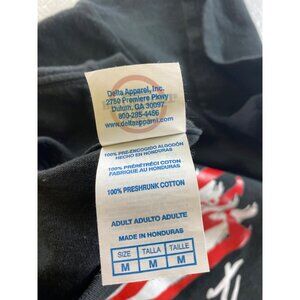 Delta Apparel, Inc.
2750 Premiere Pkwy
Duluth, GA 30097
800-285-4456
www.deltaapparel.com
100% PRE-ENCOGIDO ALGODÓN
HECHO EN HONDURAS
100% PRÉRÉTRÉCI COTON
FABRIQUE AU HONDURAS
100% PRESHRUNK COTTON
ADULT ADULTO ADULTE
MADE IN HONDURAS
SIZE TALLA TAILLE
M M M